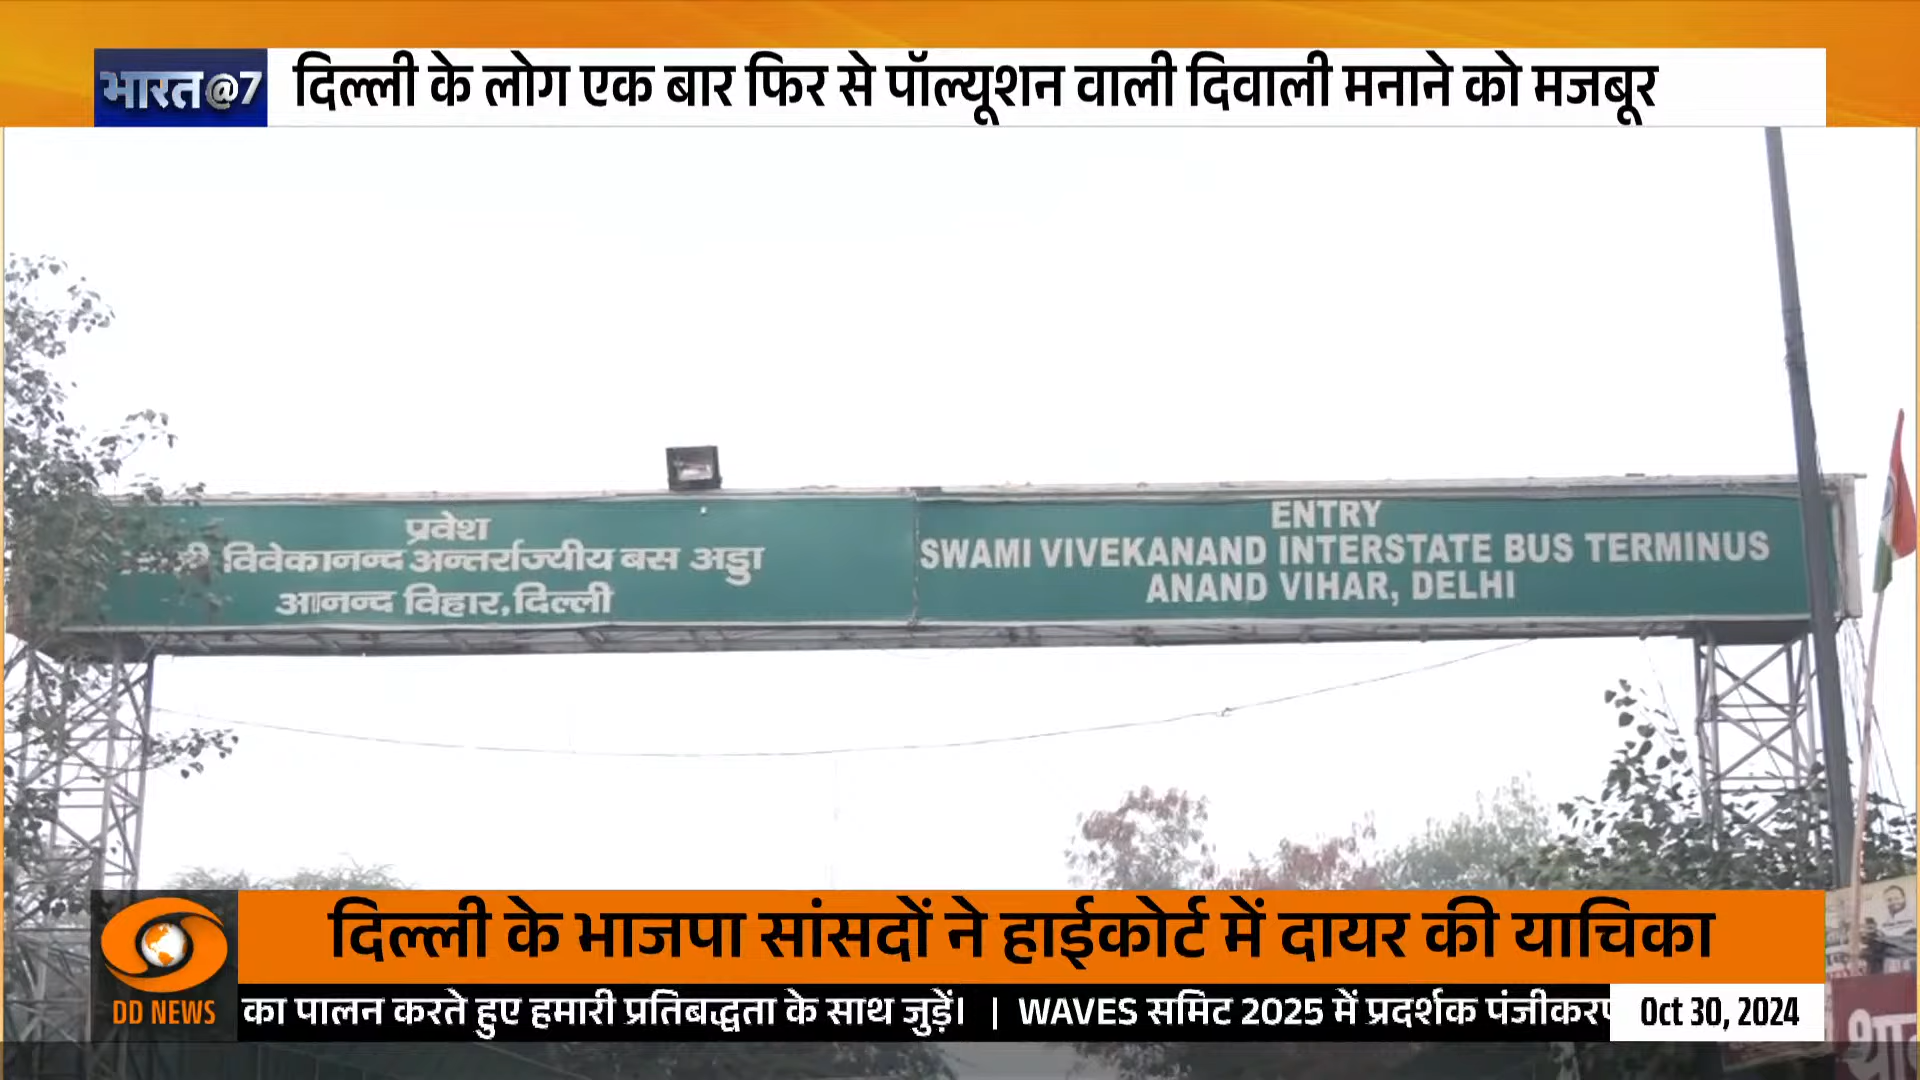 भारत@7
दिल्ली के लोग एक बार फिर से पॉल्यूशन वाली दिवाली मनाने को मजबूर
प्रवेश
विवेकानन्द अन्तर्राज्यीय बस अड्डा
आनन्द विहार, दिल्ली
ENTRY
SWAMI VIVEKANAND INTERSTATE BUS TERMINUS
ANAND VIHAR, DELHI
दिल्ली के भाजपा सांसदों ने हाईकोर्ट में दायर की याचिका
DD NEWS
का पालन करते हुए हमारी प्रतिबद्धता के साथ जुड़ें। | WAVES समिट 2025 में प्रदर्शक
Oct 30, 2024